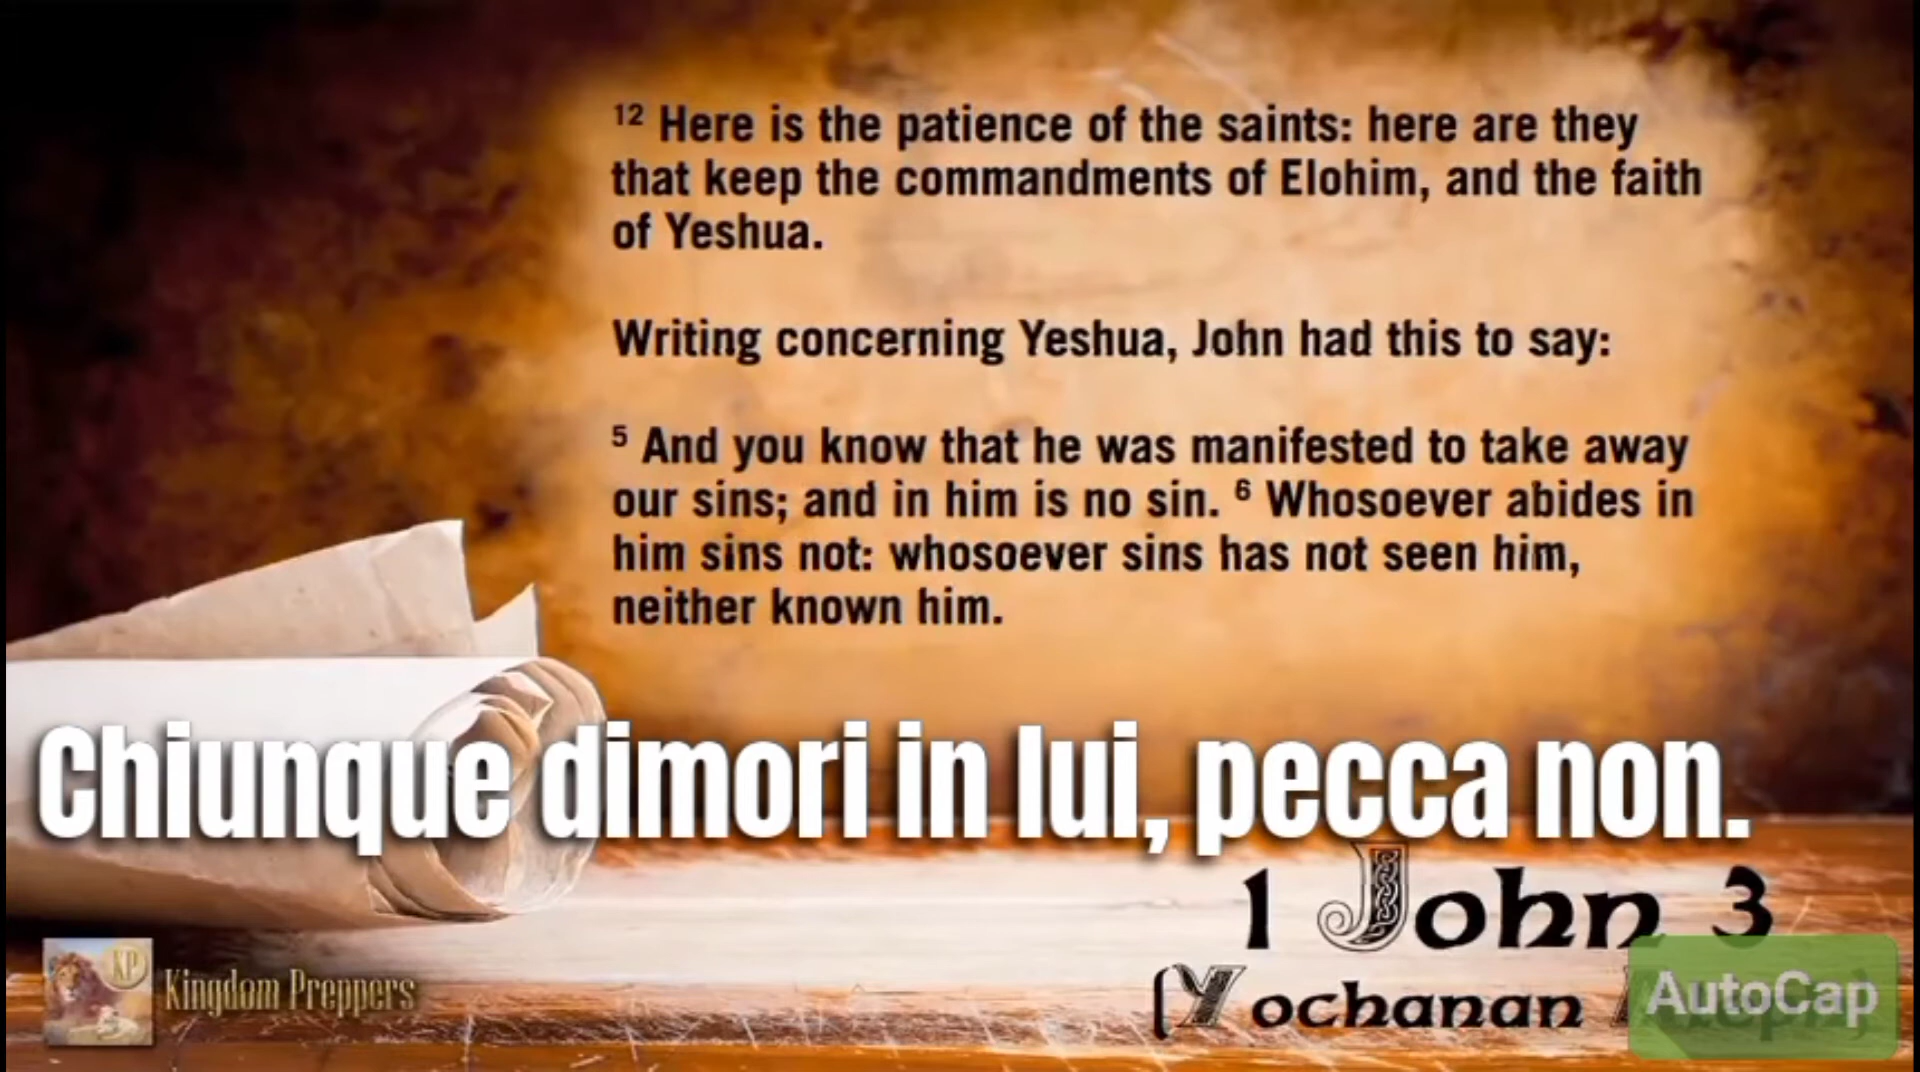 12 Here is the patience of the saints: here are they
that keep the commandments of Elohim, and the faith
of Yeshua.
Writing concerning Yeshua, John had this to say:
5 And you know that he was manifested to take away
our sins; and in him is no sin. 6 Whosoever abides in
him sins not: whosoever sins has not seen him,
neither known him.
Chiunque dimori in lui, pecca non.
1 John 3
(Yochanan
AutoCap
KP
Kingdom Preppers